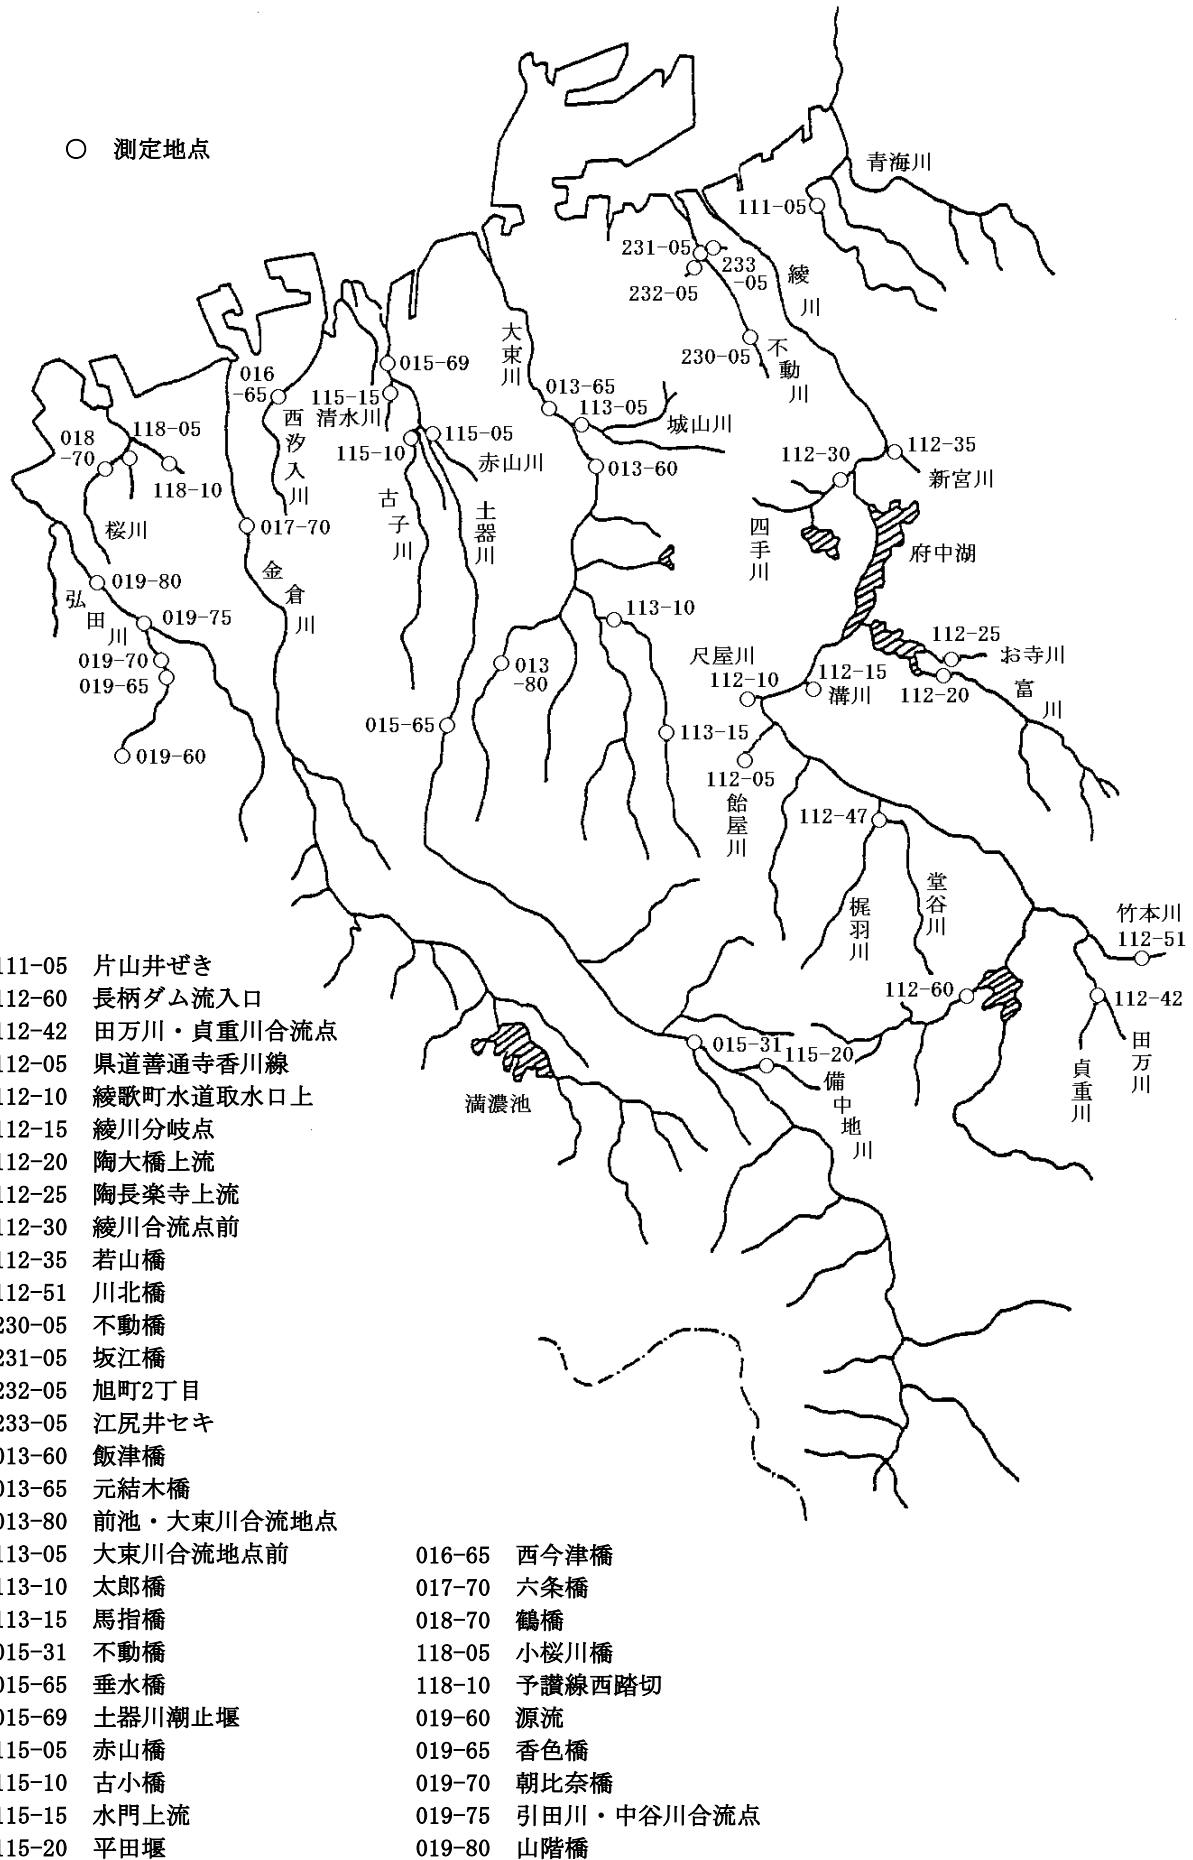 ○ 測定地点
青海川
111-05
231-05
233
-05
232-05
綾川
230-05
不動川
大束川
016
-65
015-69
115-15
清水川
西汐入川
013-65
113-05
城山川
118-05
018
-70
118-10
115-05
115-10
赤山川
013-60
112-35
112-30
新宮川
桜川
017-70
古子川
土器川
四手川
府中湖
019-80
弘田川
金倉川
019-75
113-10
019-70
019-65
013
-80
尺屋川
112-10
112-15
溝川
112-25
お寺川
112-20
富川
015-65
113-15
019-60
112-05
飴屋川
112-47
梶羽川
堂谷川
竹本川
112-51
112-60
112-42
015-31
115-20
備中地川
貞重川
田万川
満濃池
111-05 片山井ぜき
112-60 長柄ダム流入口
112-42 田万川・貞重川合流点
112-05 県道善通寺香川線
112-10 綾歌町水道取水口上
112-15 綾川分岐点
112-20 陶大橋上流
112-25 陶長楽寺上流
112-30 綾川合流点前
112-35 若山橋
112-51 川北橋
230-05 不動橋
231-05 坂江橋
232-05 旭町2丁目
233-05 江尻井セキ
013-60 飯津橋
013-65 元結木橋
013-80 前池・大束川合流地点
113-05 大束川合流地点前
113-10 太郎橋
113-15 馬指橋
015-31 不動橋
015-65 垂水橋
015-69 土器川潮止堰
115-05 赤山橋
115-10 古小橋
115-15 水門上流
115-20 平田堰
016-65 西今津橋
017-70 六条橋
018-70 鶴橋
118-05 小桜川橋
118-10 予讃線西踏切
019-60 源流
019-65 香色橋
019-70 朝比奈橋
019-75 引田川・中谷川合流点
019-80 山階橋